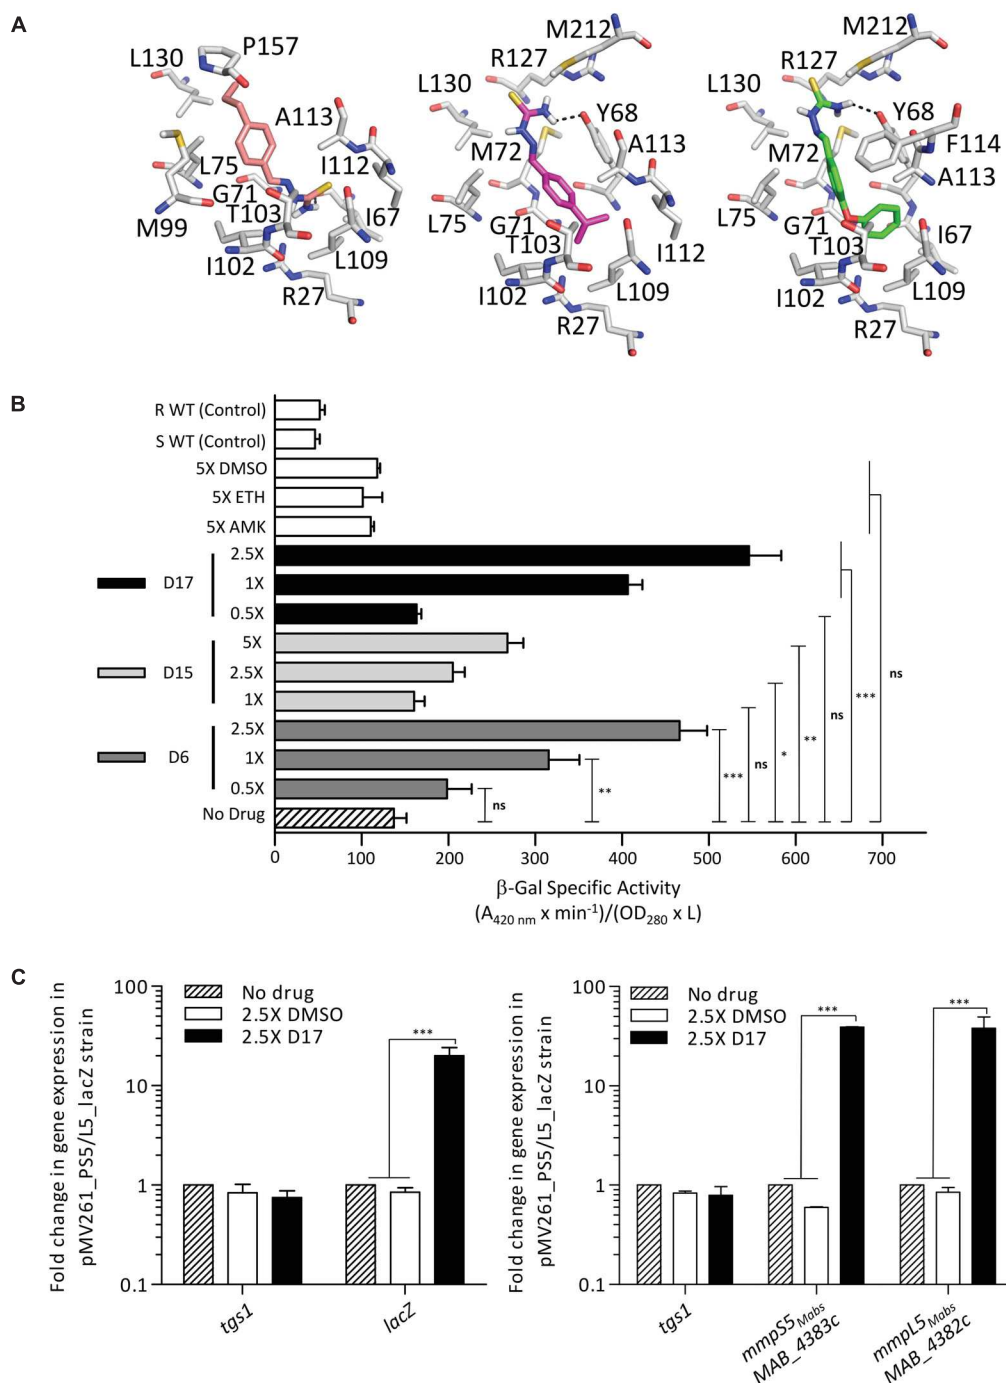 A
P157
L130
A113
L75
G71
T103
I112
I67
M99
I102
L109
R27
M212
R127
L130
Y68
M72
A113
L75
G71
T103
I112
I102
L109
R27
M212
R127
L130
Y68
M72
F114
A113
L75
G71
T103
I67
I102
L109
R27
B
R WT (Control)
S WT (Control)
5X DMSO
5X ETH
5X AMK
2.5X
D17 1X
0.5X
5X
D15 2.5X
1X
2.5X
D6 1X
0.5X
No Drug
ns
**
***
ns
*
**
ns
***
ns
0 100 200 300 400 500 600 700
β-Gal Specific Activity
(A420 nm x min-1)/(OD280 x L)
C
Fold change in gene expression in
pMV261_PS5/L5_lacZ strain
100
10
1
0.1
No drug
2.5X DMSO
2.5X D17
***
tgs1 lacZ
Fold change in gene expression in
pMV261_PS5/L5_lacZ strain
100
10
1
0.1
No drug
2.5X DMSO
2.5X D17
***
***
tgs1
mmpS5Mabs
MAB_4383c
mmpL5Mabs
MAB_4382c